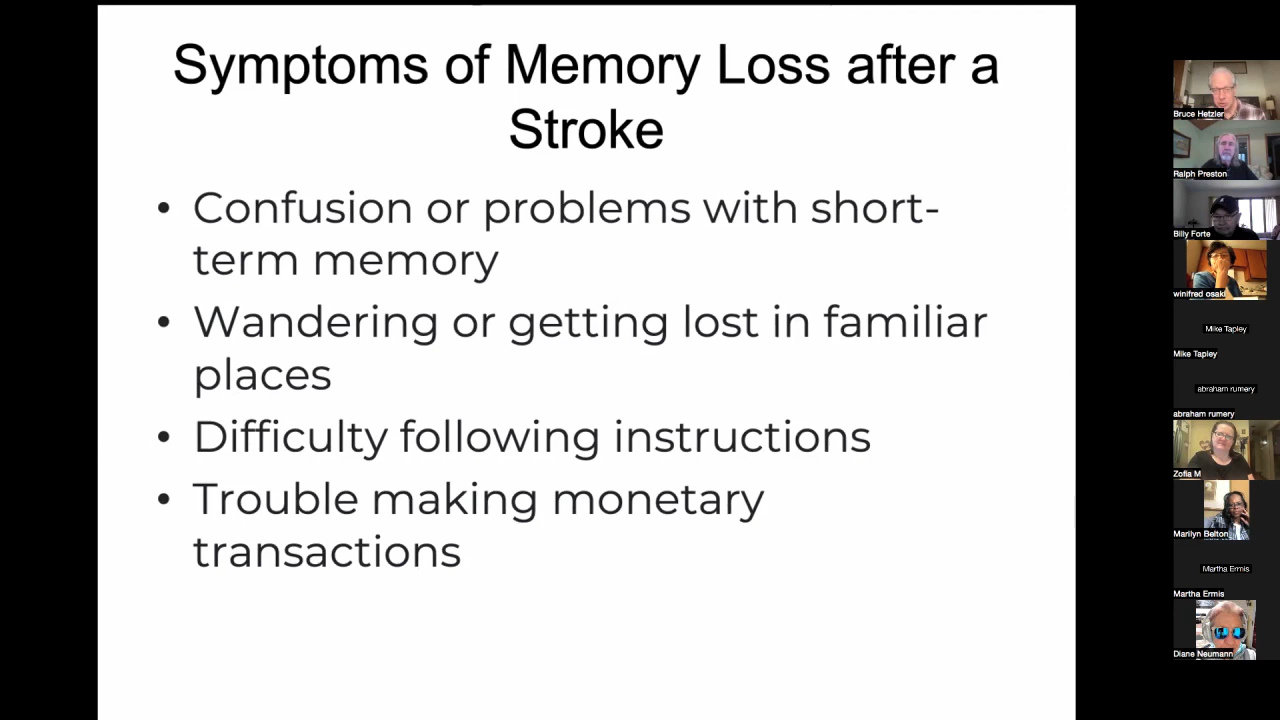 Symptoms of Memory Loss after a
Stroke
• Confusion or problems with short-
term memory
• Wandering or getting lost in familiar
places
• Difficulty following instructions
• Trouble making monetary
transactions
Bruce Hetzler
Ralph Preston
Billy Forte
winifred osaki
Mike Tapley
Mike Tapley
abraham rumery
abraham rumery
Zofia M
Marilyn Belton
Martha Ermis
Martha Ermis
Diane Neumann